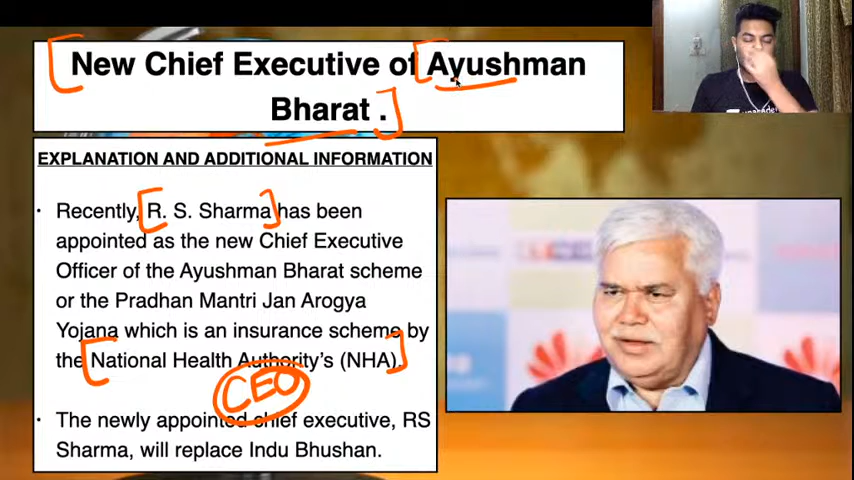 New Chief Executive of Ayushman
Bharat .
EXPLANATION AND ADDITIONAL INFORMATION
• Recently, R. S. Sharma has been
appointed as the new Chief Executive
Officer of the Ayushman Bharat scheme
or the Pradhan Mantri Jan Arogya
Yojana which is an insurance scheme by
the National Health Authority's (NHA).
CEO
• The newly appointed chief executive, RS
Sharma, will replace Indu Bhushan.